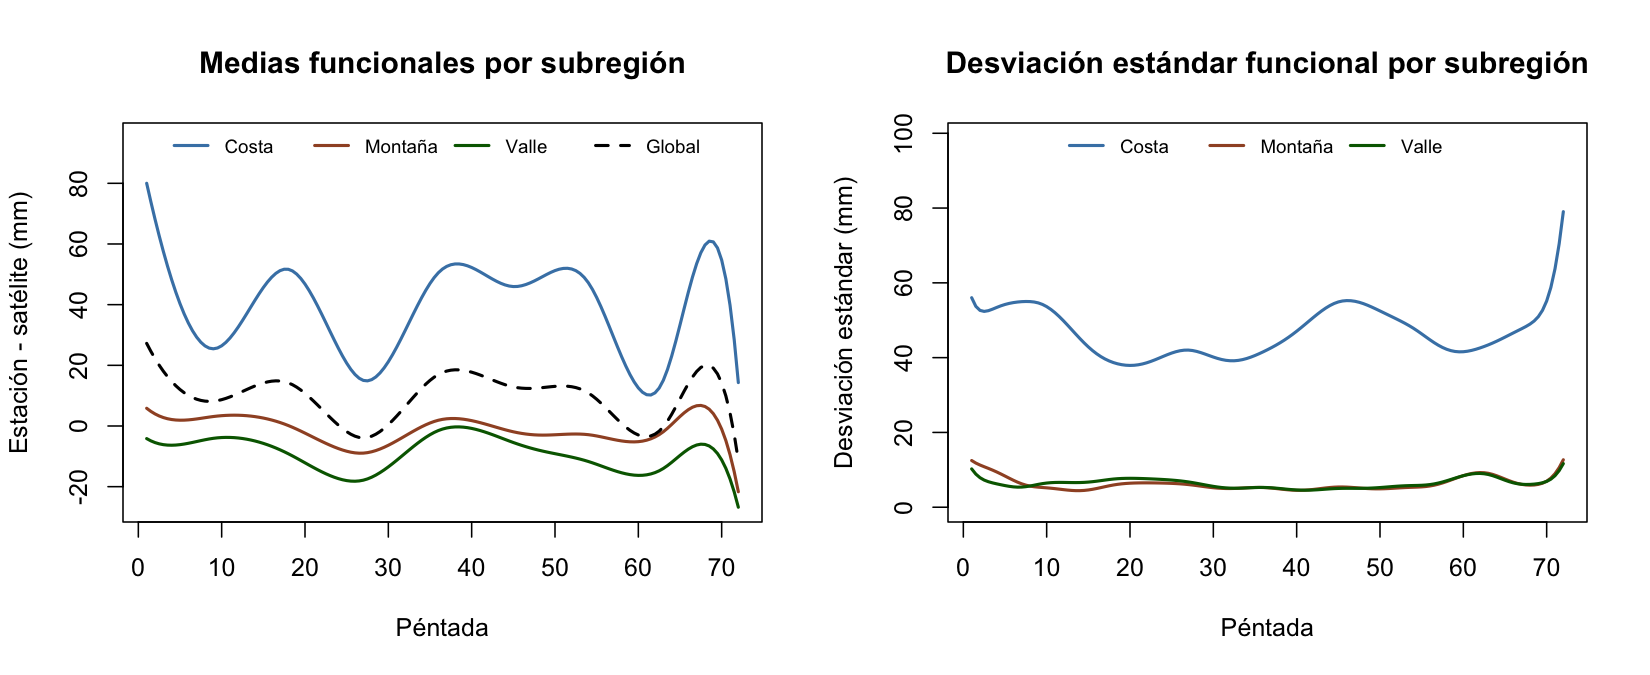 Medias funcionales por subregión
Costa Montaña Valle Global
Estación - satélite (mm)
80
60
40
20
0
-20
0 10 20 30 40 50 60 70
Péntada
Desviación estándar funcional por subregión
Costa Montaña Valle
Desviación estándar (mm)
100
80
60
40
20
0
0 10 20 30 40 50 60 70
Péntada